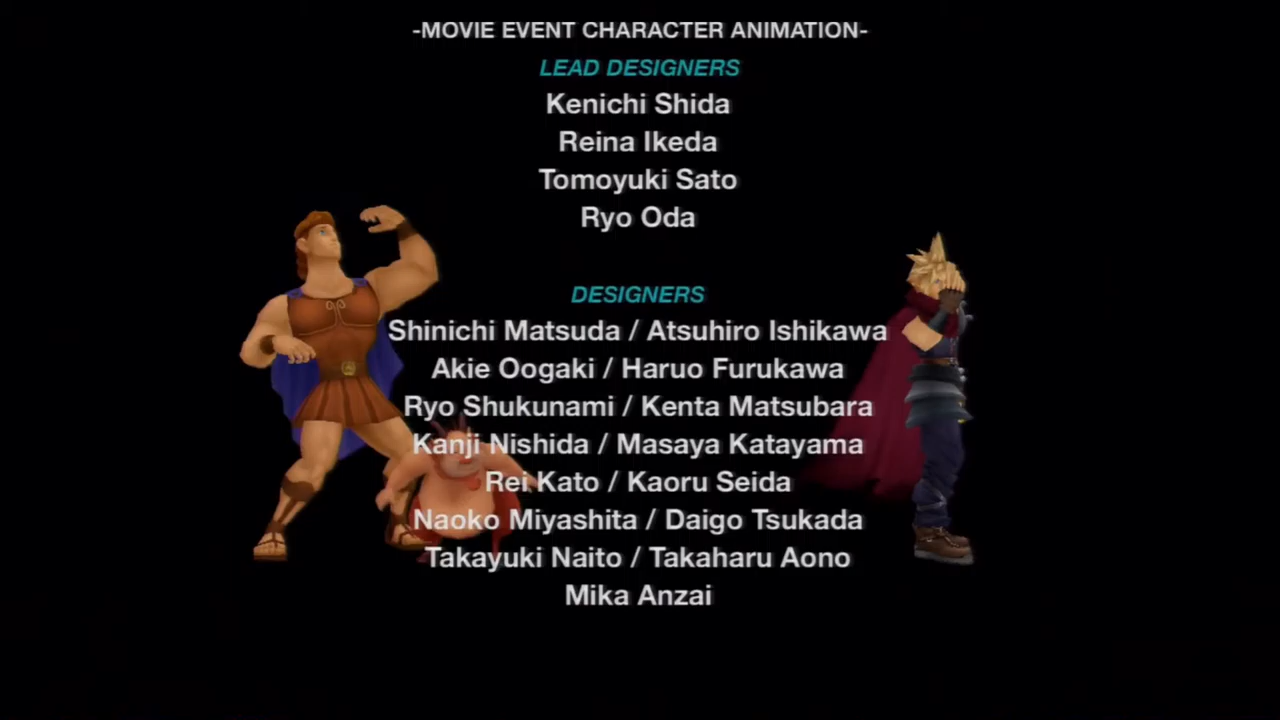 -MOVIE EVENT CHARACTER ANIMATION-
LEAD DESIGNERS
Kenichi Shida
Reina Ikeda
Tomoyuki Sato
Ryo Oda
DESIGNERS
Shinichi Matsuda / Atsuhiro Ishikawa
Akie Oogaki / Haruo Furukawa
Ryo Shukunami / Kenta Matsubara
Kanji Nishida / Masaya Katayama
Rei Kato / Kaoru Seida
Naoko Miyashita / Daigo Tsukada
Takayuki Naito / Takaharu Aono
Mika Anzai